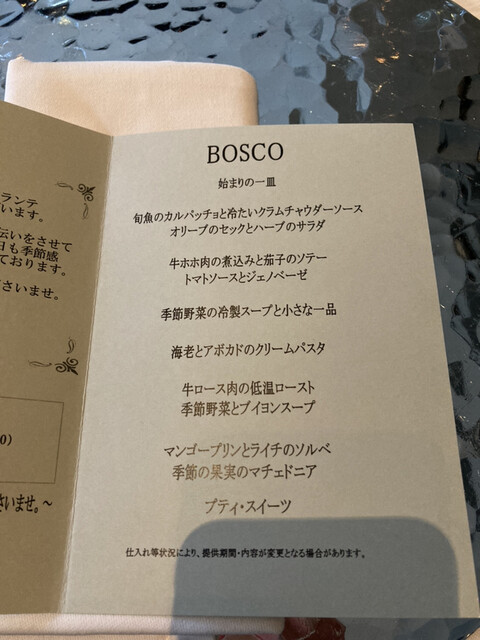 ランテ
います。
伝いをさせて
日も季節感
ております。
ださいませ。
0）
さいませ。～
BOSCO
始まりの一皿
旬魚のカルパッチョと冷たいクラムチャウダーソース
オリーブのセックとハーブのサラダ
牛ホホ肉の煮込みと茄子のソテー
トマトソースとジェノベーゼ
季節野菜の冷製スープと小さな一品
海老とアボカドのクリームパスタ
牛ロース肉の低温ロースト
季節野菜とブイヨンスープ
マンゴープリンとライチのソルベ
季節の果実のマチェドニア
プティ・スイーツ
仕入れ等状況により、提供期間・内容が変更となる場合があります。